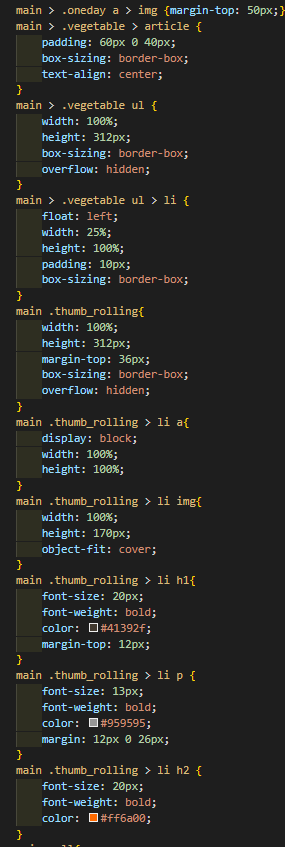 main > .oneday a > img {margin-top: 50px;}
main > .vegetable > article {
    padding: 60px 0 40px;
    box-sizing: border-box;
    text-align: center;
}
main > .vegetable ul {
    width: 100%;
    height: 312px;
    box-sizing: border-box;
    overflow: hidden;
}
main > .vegetable ul > li {
    float: left;
    width: 25%;
    height: 100%;
    padding: 10px;
    box-sizing: border-box;
}
main .thumb_rolling{
    width: 100%;
    height: 312px;
    margin-top: 36px;
    box-sizing: border-box;
    overflow: hidden;
}
main .thumb_rolling > li a{
    display: block;
    width: 100%;
    height: 100%;
}
main .thumb_rolling > li img{
    width: 100%;
    height: 170px;
    object-fit: cover;
}
main .thumb_rolling > li h1{
    font-size: 20px;
    font-weight: bold;
    color: #41392f;
    margin-top: 12px;
}
main .thumb_rolling > li p {
    font-size: 13px;
    font-weight: bold;
    color: #959595;
    margin: 12px 0 26px;
}
main .thumb_rolling > li h2 {
    font-size: 20px;
    font-weight: bold;
    color: #ff6a00;
}